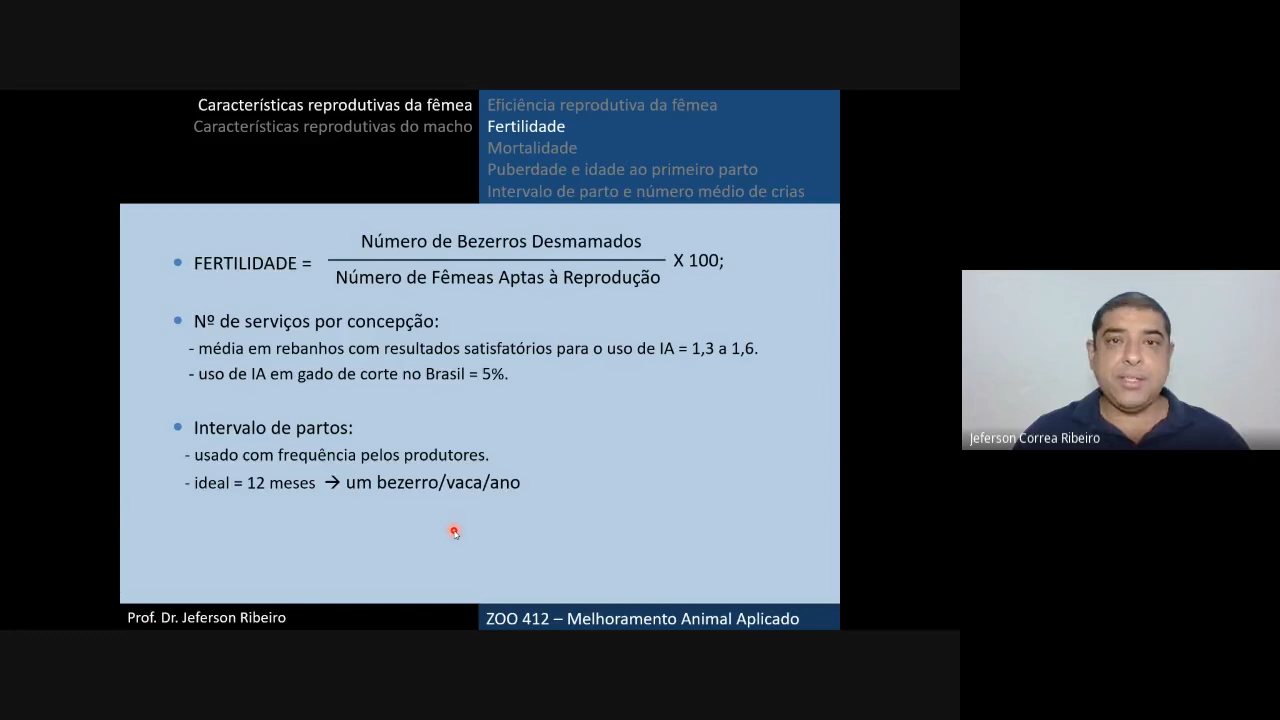 Características reprodutivas da fêmea
Características reprodutivas do macho
Eficiência reprodutiva da fêmea
Fertilidade
Mortalidade
Puberdade e idade ao primeiro parto
Intervalo de parto e número médio de crias
Número de Bezerros Desmamados
• FERTILIDADE = X 100;
Número de Fêmeas Aptas à Reprodução
• Nº de serviços por concepção:
- média em rebanhos com resultados satisfatórios para o uso de IA = 1,3 a 1,6.
- uso de IA em gado de corte no Brasil = 5%.
• Intervalo de partos:
- usado com frequência pelos produtores.
- ideal = 12 meses → um bezerro/vaca/ano
Jeferson Correa Ribeiro
Prof. Dr. Jeferson Ribeiro
ZOO 412 – Melhoramento Animal Aplicado